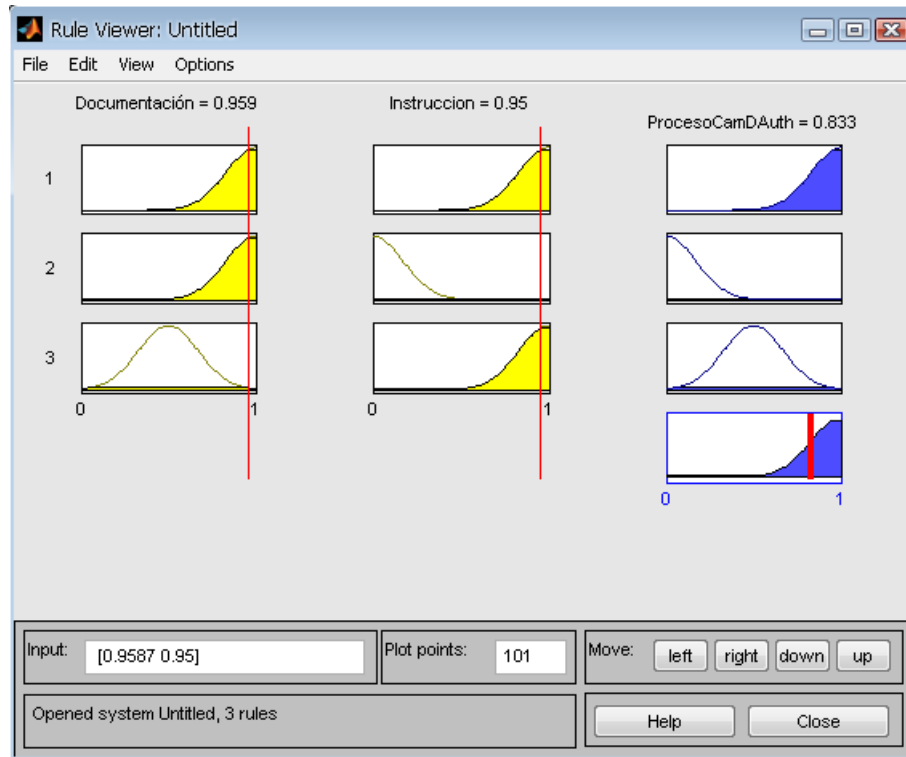 Rule Viewer: Untitled
File Edit View Options
Documentación = 0.959 Instruccion = 0.95 ProcesoCamDAuth = 0.833
1
2
3
0 1 0 1
0 1
Input: [0.9587 0.95] Plot points: 101 Move: left right down up
Opened system Untitled, 3 rules Help Close